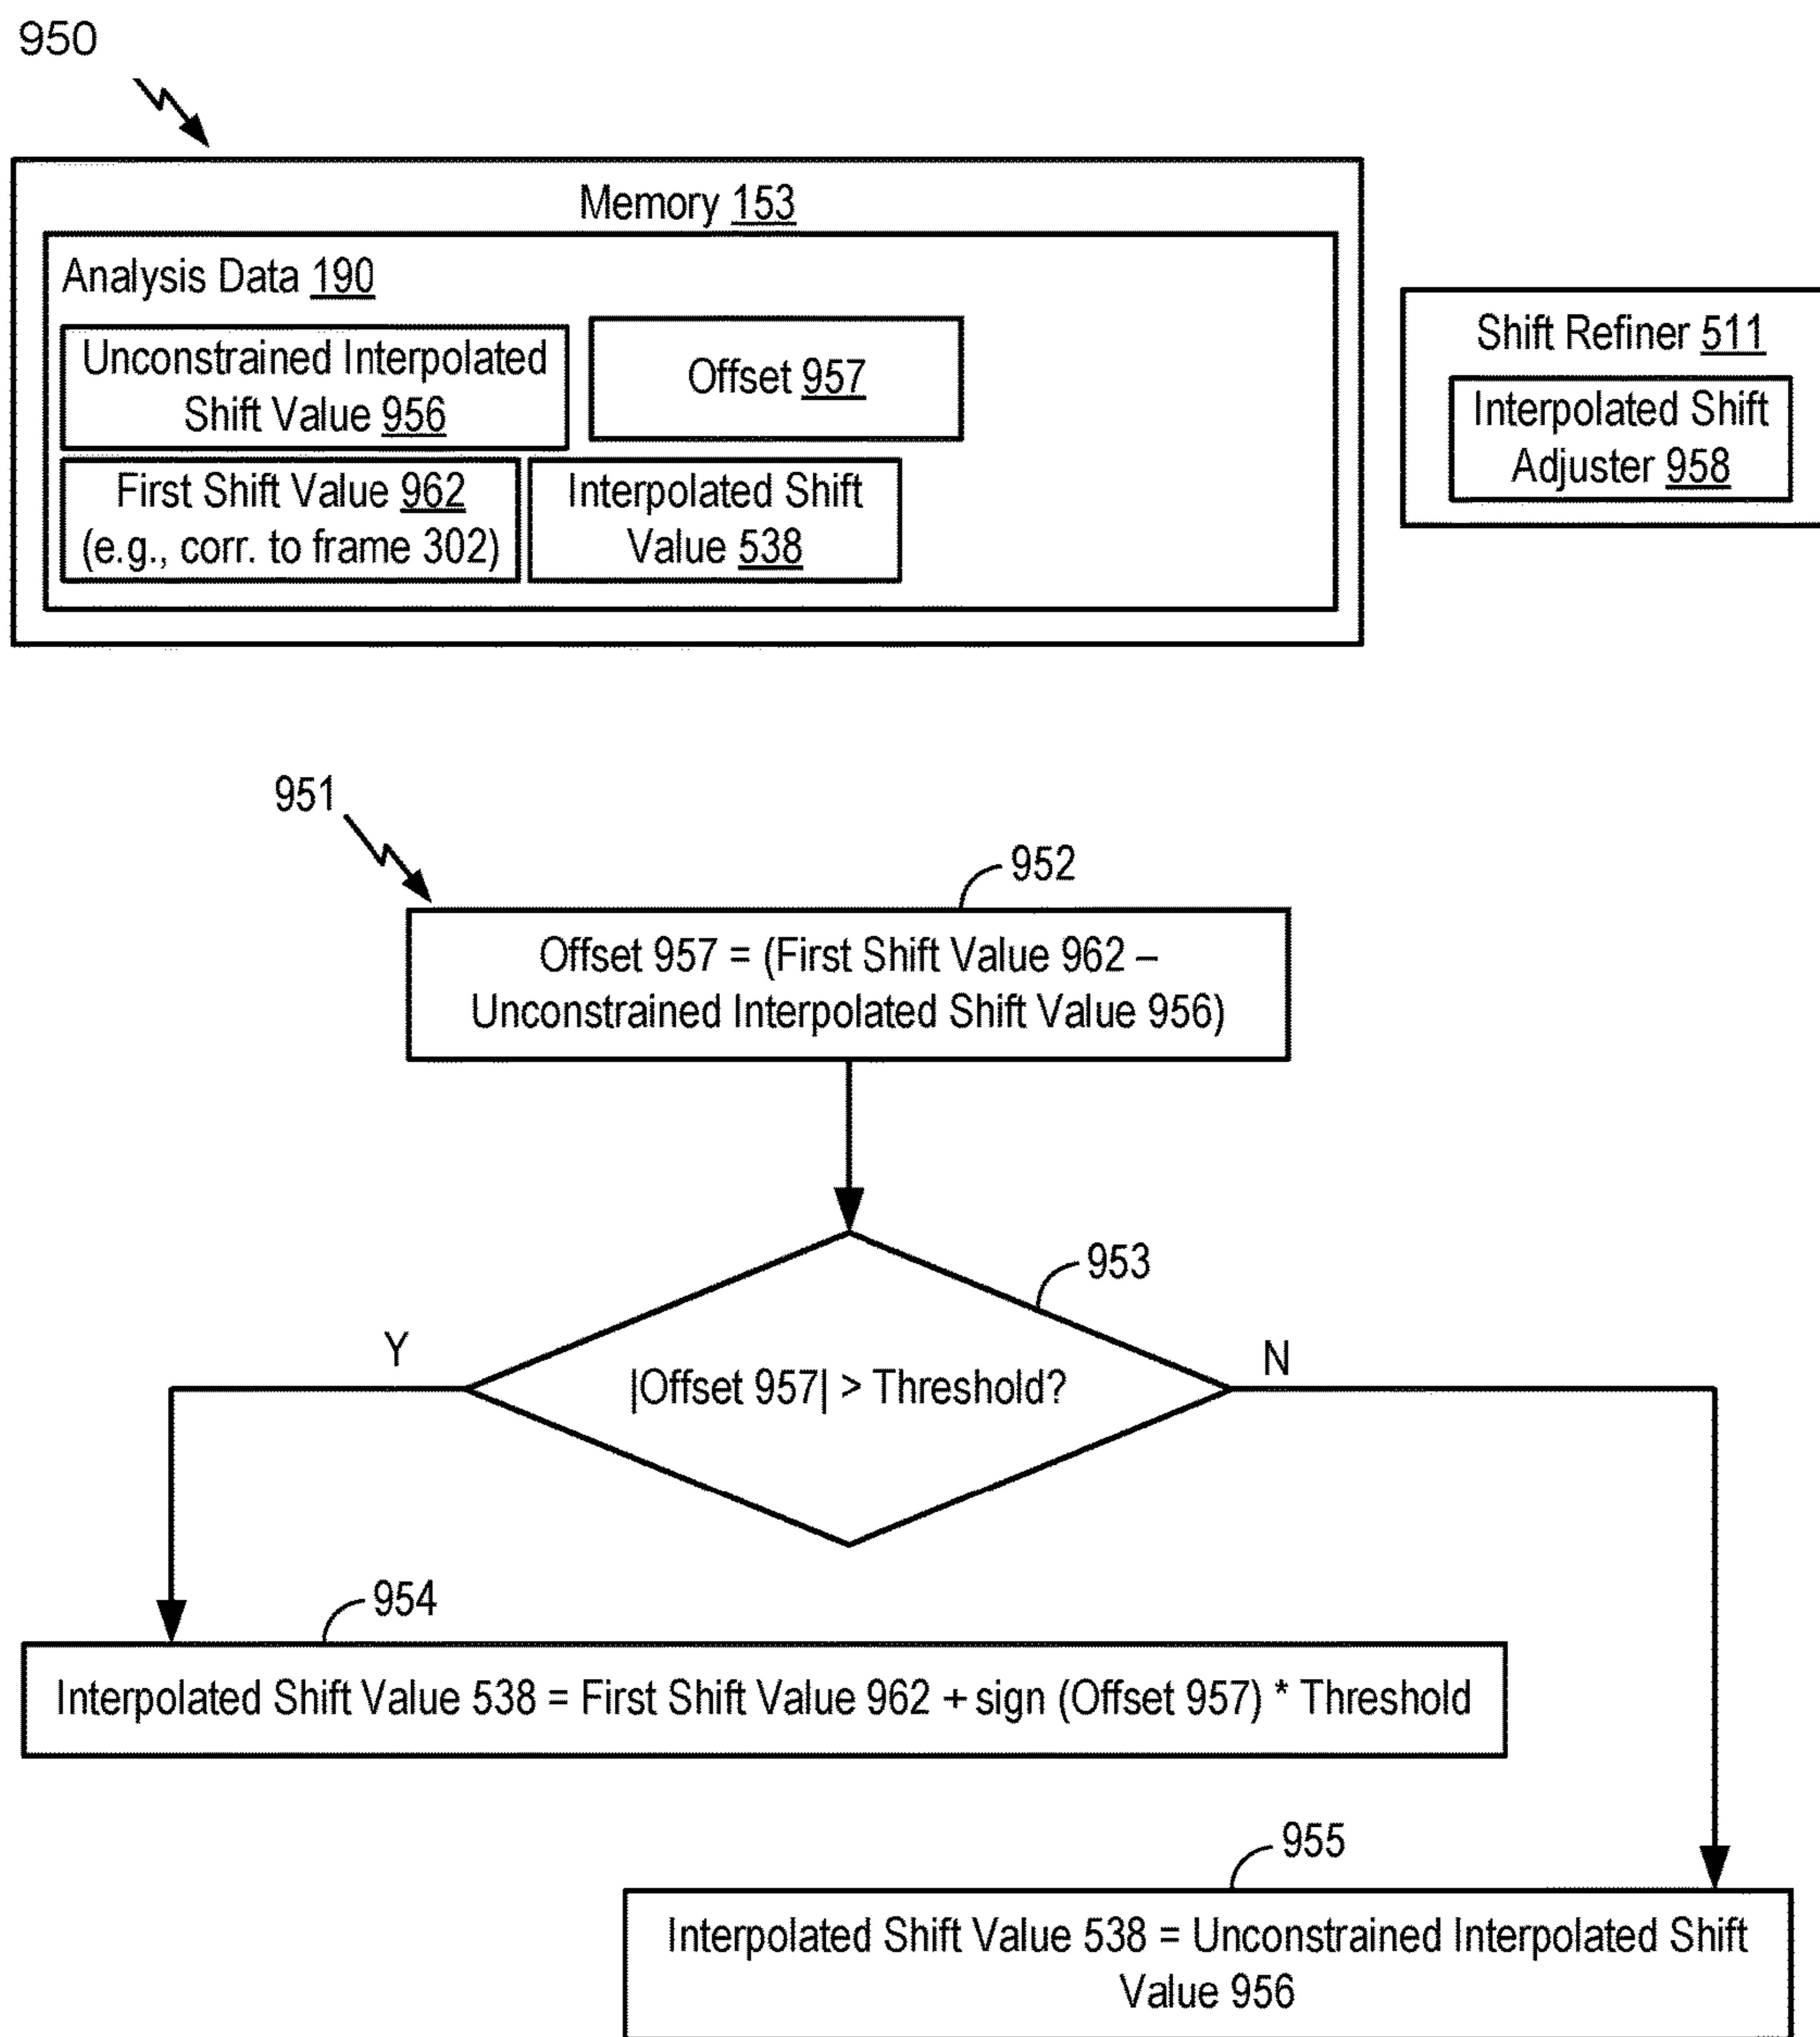 950
Memory 153
Analysis Data 190
Unconstrained Interpolated
Shift Value 956
Offset 957
First Shift Value 962
(e.g., corr. to frame 302)
Interpolated Shift
Value 538
Shift Refiner 511
Interpolated Shift
Adjuster 958
951
952
Offset 957 = (First Shift Value 962 –
Unconstrained Interpolated Shift Value 956)
953
Y
|Offset 957| > Threshold?
N
954
Interpolated Shift Value 538 = First Shift Value 962 + sign (Offset 957) * Threshold
955
Interpolated Shift Value 538 = Unconstrained Interpolated Shift
Value 956